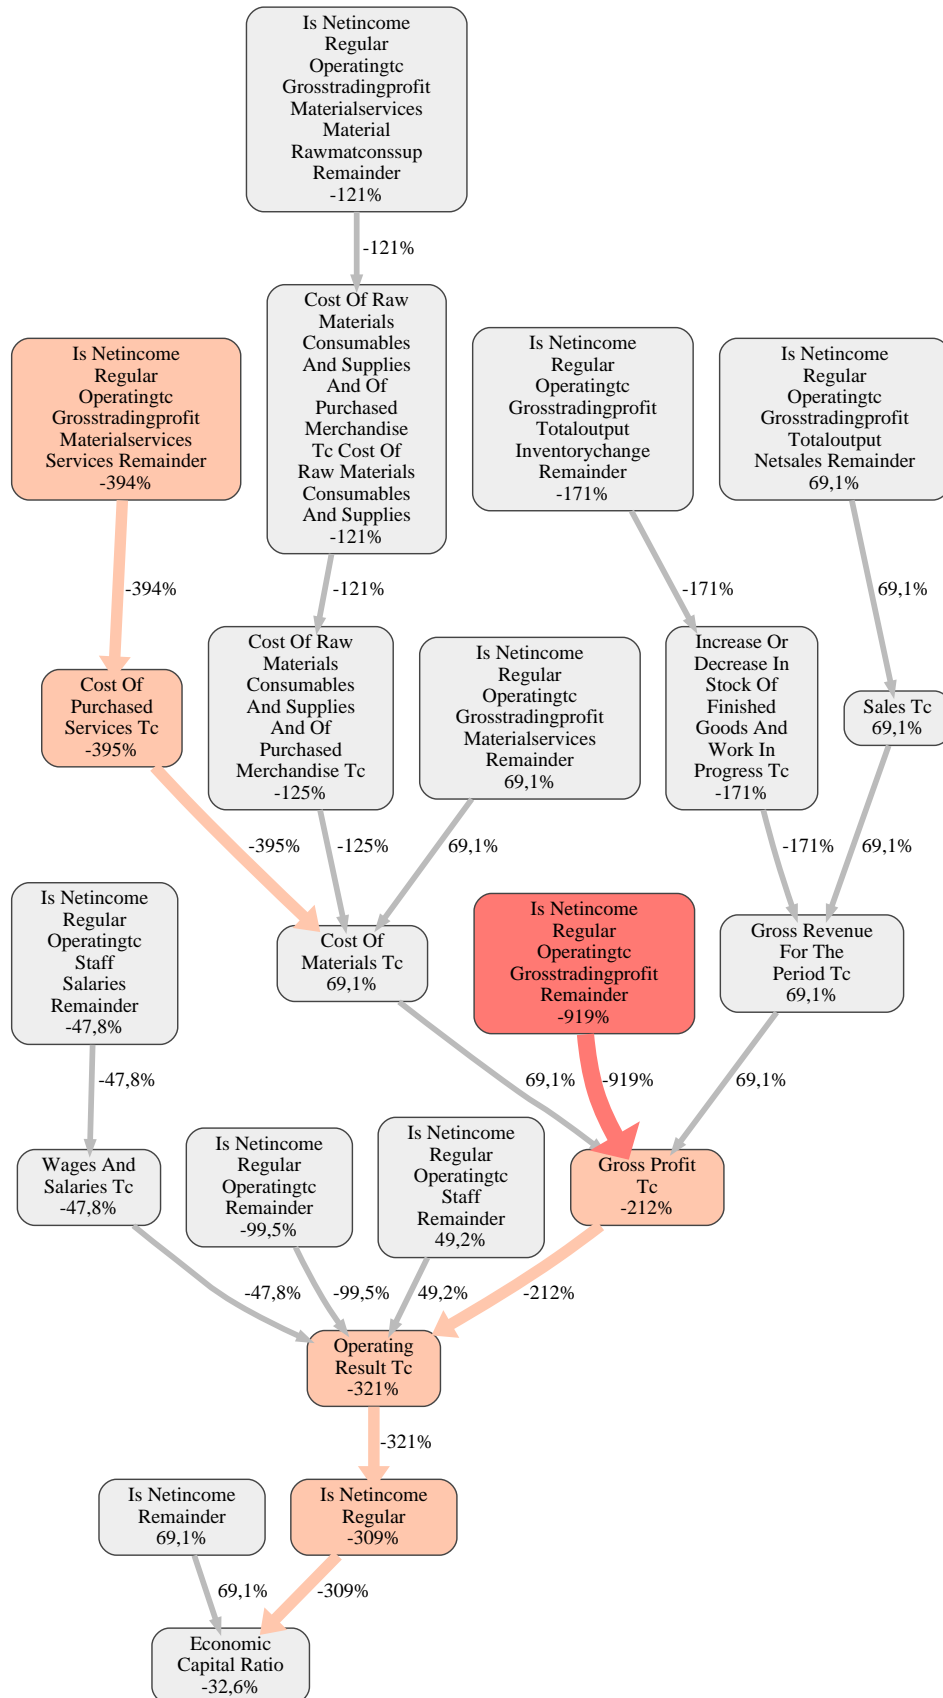 Is Netincome
Regular
Operatingtc
Grosstradingprofit
Materialservices
Material
Rawmatconssup
Remainder
-121%
-121%
Cost Of Raw
Materials
Consumables
And Supplies
And Of
Purchased
Merchandise
Tc Cost Of
Raw Materials
Consumables
And Supplies
-121%
Is Netincome
Regular
Operatingtc
Grosstradingprofit
Materialservices
Services Remainder
-394%
Is Netincome
Regular
Operatingtc
Grosstradingprofit
Totaloutput
Inventorychange
Remainder
-171%
Is Netincome
Regular
Operatingtc
Grosstradingprofit
Totaloutput
Netsales Remainder
69,1%
-394%
-121%
-171%
69,1%
Cost Of
Purchased
Services Tc
-395%
Cost Of Raw
Materials
Consumables
And Supplies
And Of
Purchased
Merchandise Tc
-125%
Is Netincome
Regular
Operatingtc
Grosstradingprofit
Materialservices
Remainder
69,1%
Increase Or
Decrease In
Stock Of
Finished
Goods And
Work In
Progress Tc
-171%
Sales Tc
69,1%
-395%
-125%
69,1%
-171%
69,1%
Is Netincome
Regular
Operatingtc
Staff
Salaries
Remainder
-47,8%
Cost Of
Materials Tc
69,1%
Is Netincome
Regular
Operatingtc
Grosstradingprofit
Remainder
-919%
Gross Revenue
For The
Period Tc
69,1%
-47,8%
69,1%
-919%
69,1%
Wages And
Salaries Tc
-47,8%
Is Netincome
Regular
Operatingtc
Remainder
-99,5%
Is Netincome
Regular
Operatingtc
Staff
Remainder
49,2%
Gross Profit
Tc
-212%
-47,8%
-99,5%
49,2%
-212%
Operating
Result Tc
-321%
-321%
Is Netincome
Remainder
69,1%
Is Netincome
Regular
-309%
69,1%
-309%
Economic
Capital Ratio
-32,6%